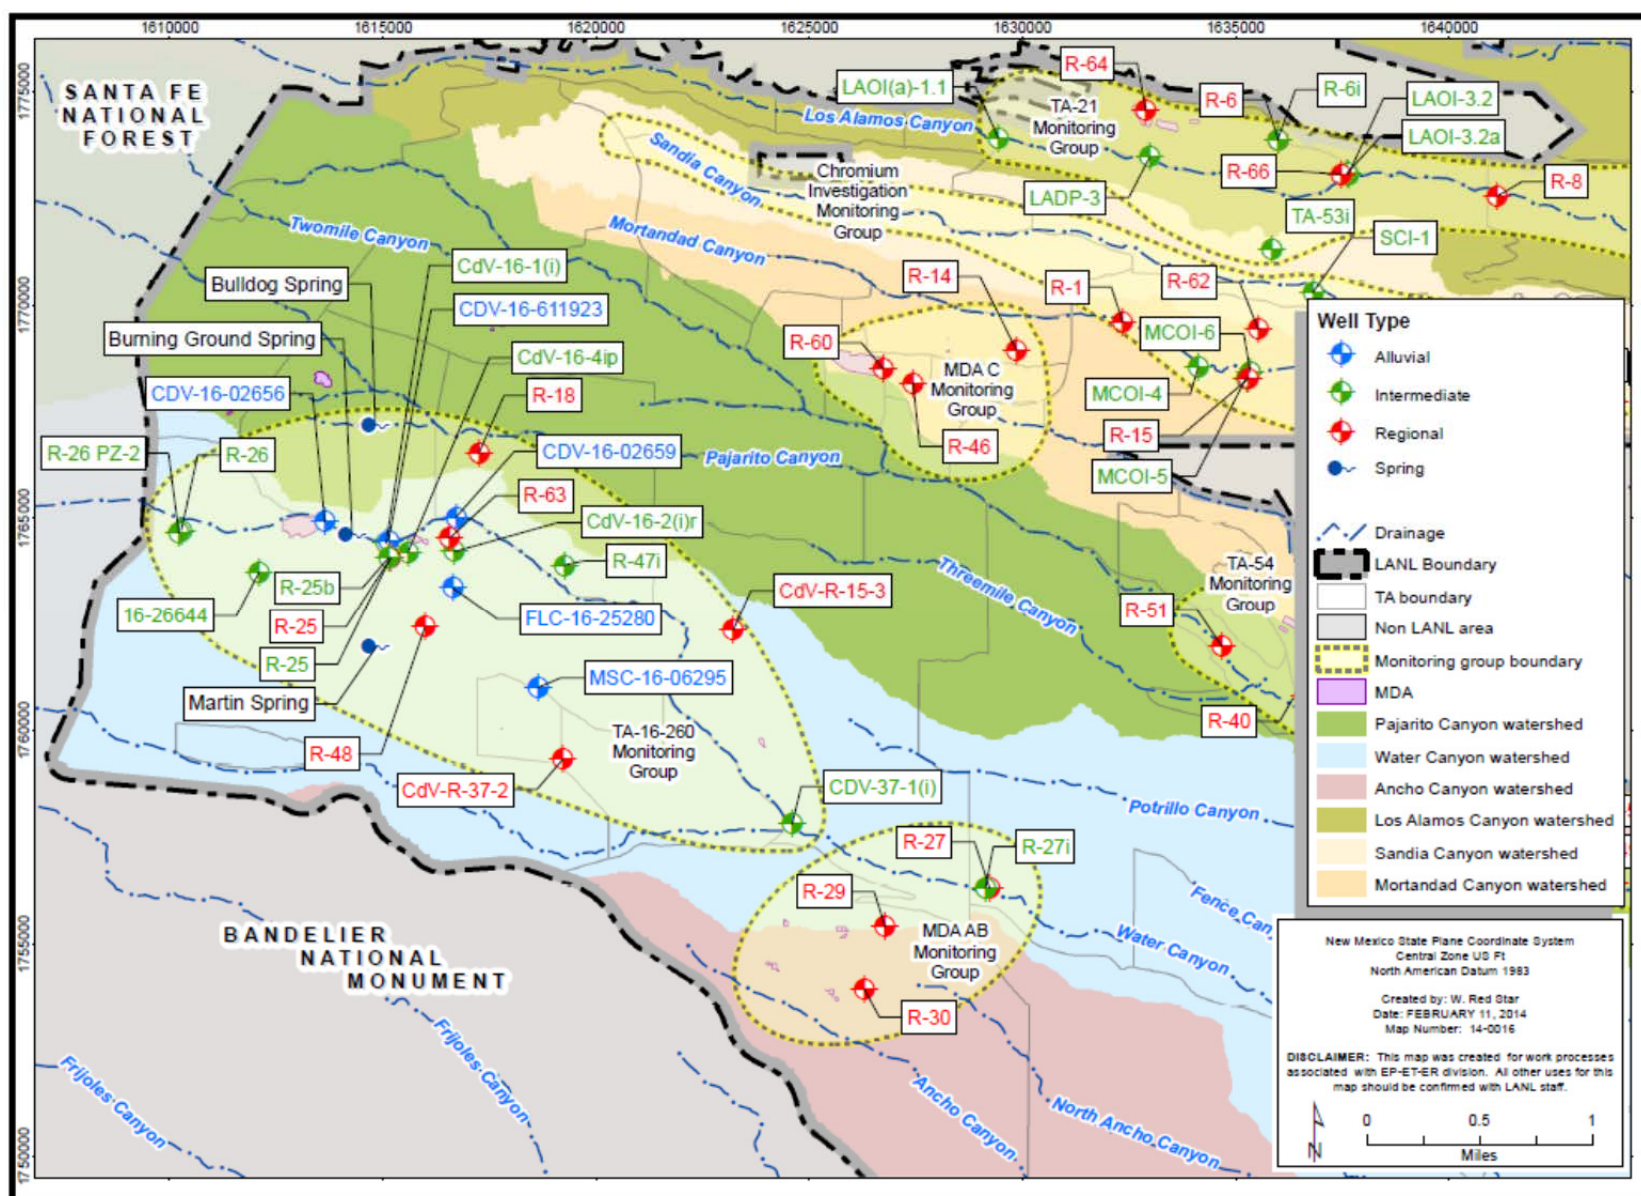 1610000
1615000
1620000
1625000
1630000
1635000
1640000
1775000
1770000
1765000
1760000
1755000
1750000
SANTA FE
NATIONAL
FOREST
LAOI(a)-1.1
R-64
R-6
R-6i
LAOI-3.2
LAOI-3.2a
TA-21
Monitoring
Group
Los Alamos Canyon
R-66
R-8
LADP-3
Sandia Canyon
Chromium
Investigation
Monitoring
Group
TA-53i
SCI-1
Twomile Canyon
Mortandad Canyon
CdV-16-1(i)
Bulldog Spring
CDV-16-611923
Burning Ground Spring
CdV-16-4ip
CDV-16-02656
R-18
R-14
R-1
R-62
R-60
MCOI-6
MDA C
Monitoring
Group
MCOI-4
R-15
R-46
MCOI-5
R-26 PZ-2
R-26
CDV-16-02659
Pajarito Canyon
R-63
CdV-16-2(i)r
R-47i
R-25b
16-26644
R-25
FLC-16-25280
CdV-R-15-3
R-25
Threemile Canyon
TA-54
Monitoring
Group
R-51
Martin Spring
MSC-16-06295
R-40
R-48
TA-16-260
Monitoring
Group
CdV-R-37-2
CDV-37-1(i)
Potrillo Canyon
R-27
R-27i
R-29
Fence Can
MDA AB
Monitoring
Group
Water Canyon
R-30
BANDELIER
NATIONAL
MONUMENT
Frijoles Canyon
Frijoles Canyon
Ancho Canyon
North Ancho Canyon
Well Type
Alluvial
Intermediate
Regional
Spring
Drainage
LANL Boundary
TA boundary
Non LANL area
Monitoring group boundary
MDA
Pajarito Canyon watershed
Water Canyon watershed
Ancho Canyon watershed
Los Alamos Canyon watershed
Sandia Canyon watershed
Mortandad Canyon watershed
New Mexico State Plane Coordinate System
Central Zone US Ft
North American Datum 1983
Created by: W. Red Star
Date: FEBRUARY 11, 2014
Map Number: 14-0016
DISCLAIMER: This map was created for work processes
associated with EP-ET-ER division. All other uses for this
map should be confirmed with LANL staff.
N
0 0.5 1
Miles